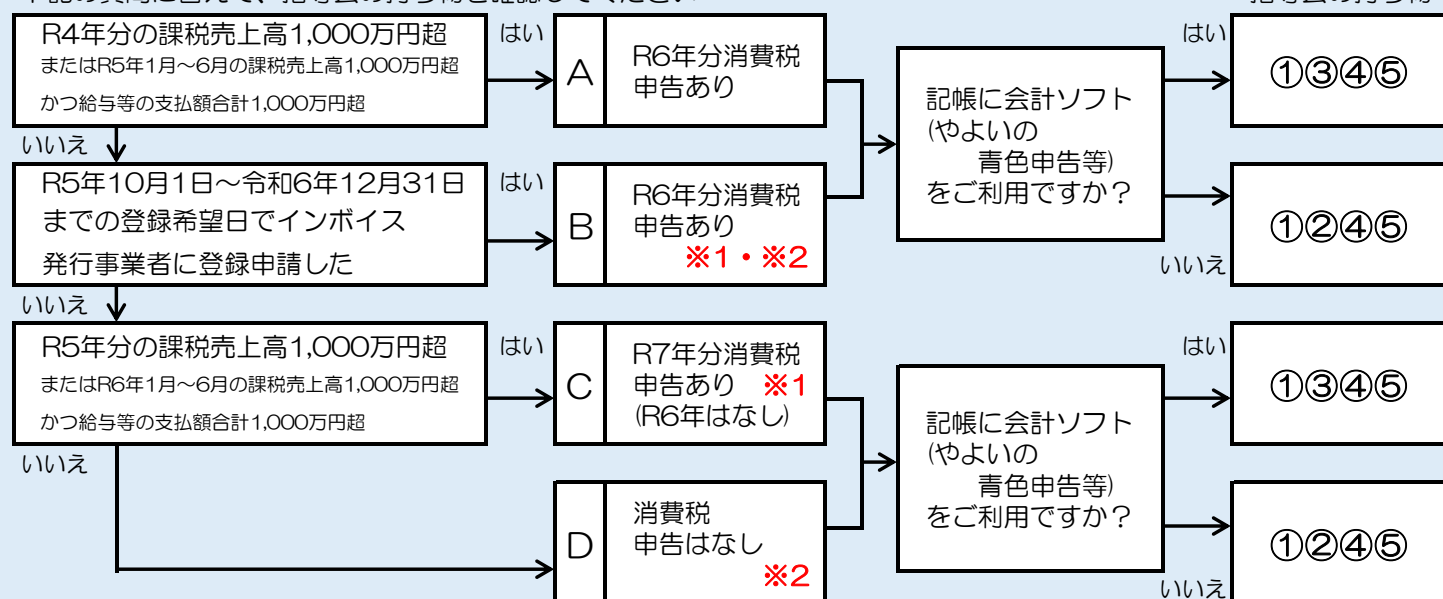 R4年分の課税売上高1,000万円超
またはR5年1月～6月の課税売上高1,000万円超
かつ給与等の支払額合計1,000万円超
はい
A
R6年分消費税
申告あり
いいえ
R5年10月1日～令和6年12月31日
までの登録希望日でインボイス
発行事業者に登録申請した
はい
B
R6年分消費税
申告あり
※1・※2
記帳に会計ソフト
(やよいの
青色申告等)
をご利用ですか？
はい
①③④⑤
いいえ
①②④⑤
いいえ
R5年分の課税売上高1,000万円超
またはR6年1月～6月の課税売上高1,000万円超
かつ給与等の支払額合計1,000万円超
はい
C
R7年分消費税
申告あり ※1
(R6年はなし)
いいえ
D
消費税
申告はなし
※2
記帳に会計ソフト
(やよいの
青色申告等)
をご利用ですか？
はい
①③④⑤
いいえ
①②④⑤